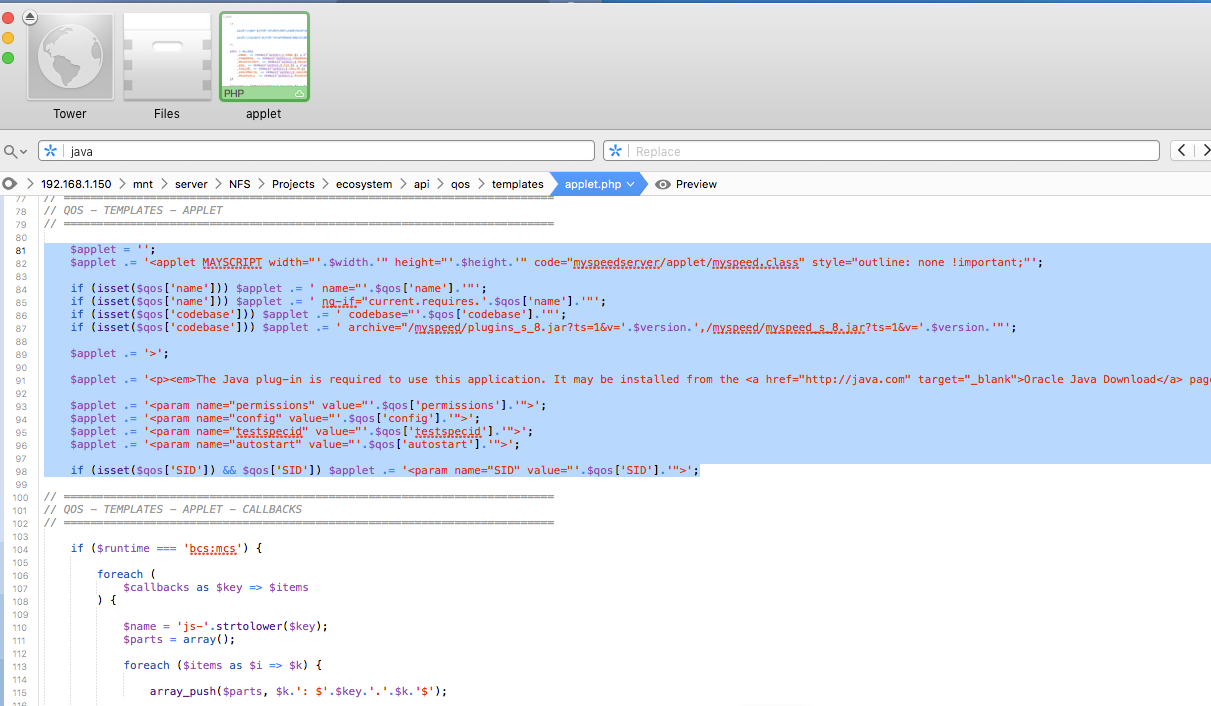 PHP
Tower
Files
applet
java
Replace
192.168.1.150 mnt server NFS Projects ecosystem api qos templates applet.php Preview
77 // ==========================================================================
78 // QOS - TEMPLATES - APPLET
79 // ==========================================================================
80
81 $applet = '';
82 $applet .= '<applet MAYSCRIPT width="'.$width.'" height="'.$height.'" code="myspeedserver/applet/myspeed.class" style="outline: none !important;"';
83
84 if (isset($qos['name'])) $applet .= ' name="'.$qos['name'].'"';
85 if (isset($qos['name'])) $applet .= ' ng-if="current.requires.'.$qos['name'].'"';
86 if (isset($qos['codebase'])) $applet .= ' codebase="'.$qos['codebase'].'"';
87 if (isset($qos['codebase'])) $applet .= ' archive="/myspeed/plugins_s_8.jar?ts=1&v='.$version.',/myspeed/myspeed_s_8.jar?ts=1&v='.$version.'"';
88
89 $applet .= '>';
90
91 $applet .= '<p><em>The Java plug-in is required to use this application. It may be installed from the <a href="http://java.com" target="_blank">Oracle Java Download</a> page
92
93 $applet .= '<param name="permissions" value="'.$qos['permissions'].'">';
94 $applet .= '<param name="config" value="'.$qos['config'].'">';
95 $applet .= '<param name="testspecid" value="'.$qos['testspecid'].'">';
96 $applet .= '<param name="autostart" value="'.$qos['autostart'].'">';
97
98 if (isset($qos['SID']) && $qos['SID']) $applet .= '<param name="SID" value="'.$qos['SID'].'">';
99
100 // ==========================================================================
101 // QOS - TEMPLATES - APPLET - CALLBACKS
102 // ==========================================================================
103
104 if ($runtime === 'bcs:mcs') {
105
106 foreach (
107 $callbacks as $key => $items
108 ) {
109
110 $name = 'js-'.strtolower($key);
111 $parts = array();
112
113 foreach ($items as $i => $k) {
114
115 array_push($parts, $k.': $'.$key.'.'.$k.'$');
116